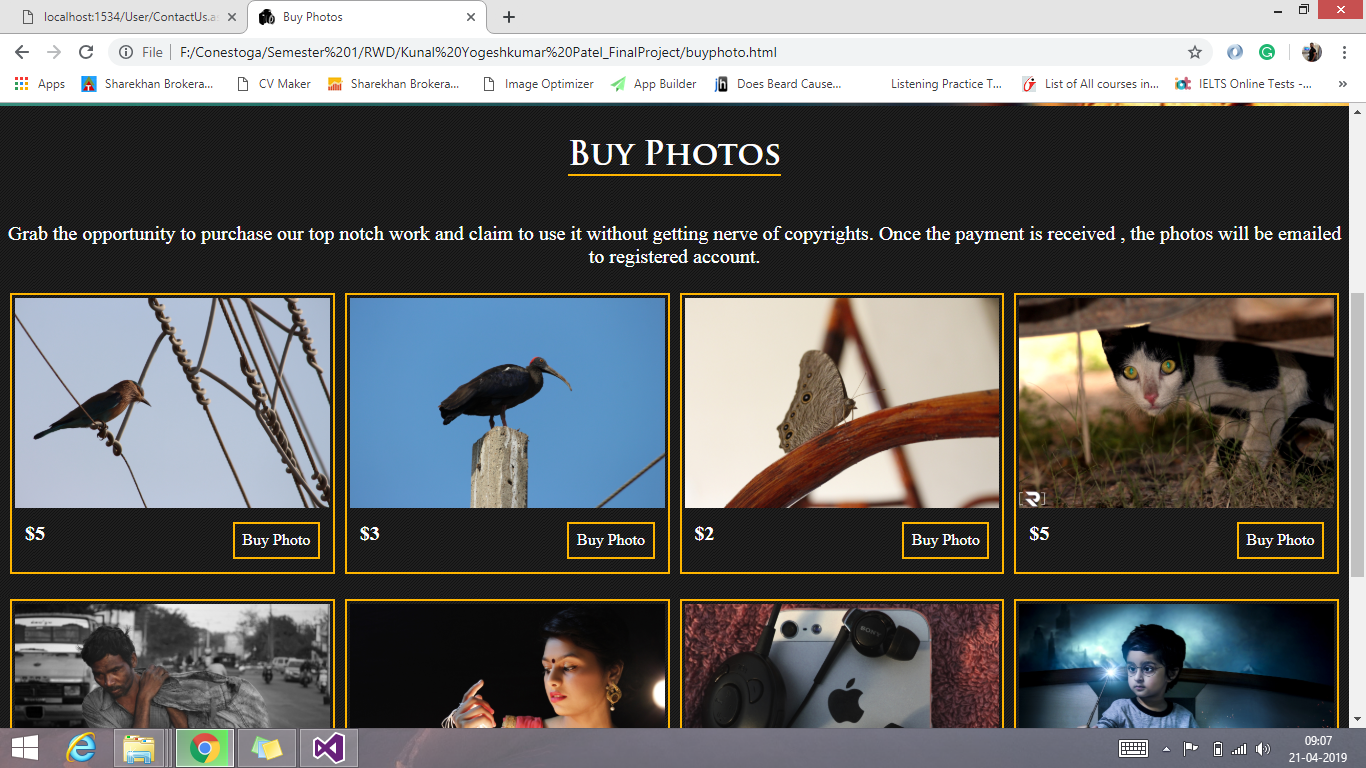 localhost:1534/User/ContactUs.as
Buy Photos
File
F:/Conestoga/Semester%201/RWD/Kunal%20Yogeshkumar%20Patel_FinalProject/buyphoto.html
Apps
Sharekhan Brokera...
CV Maker
Sharekhan Brokera...
Image Optimizer
App Builder
Does Beard Cause...
Listening Practice T...
List of All courses in...
IELTS Online Tests -...
Buy Photos
Grab the opportunity to purchase our top notch work and claim to use it without getting nerve of copyrights. Once the payment is received , the photos will be emailed
to registered account.
$5
Buy Photo
$3
Buy Photo
$2
Buy Photo
$5
Buy Photo
SONY
09:07
21-04-2019